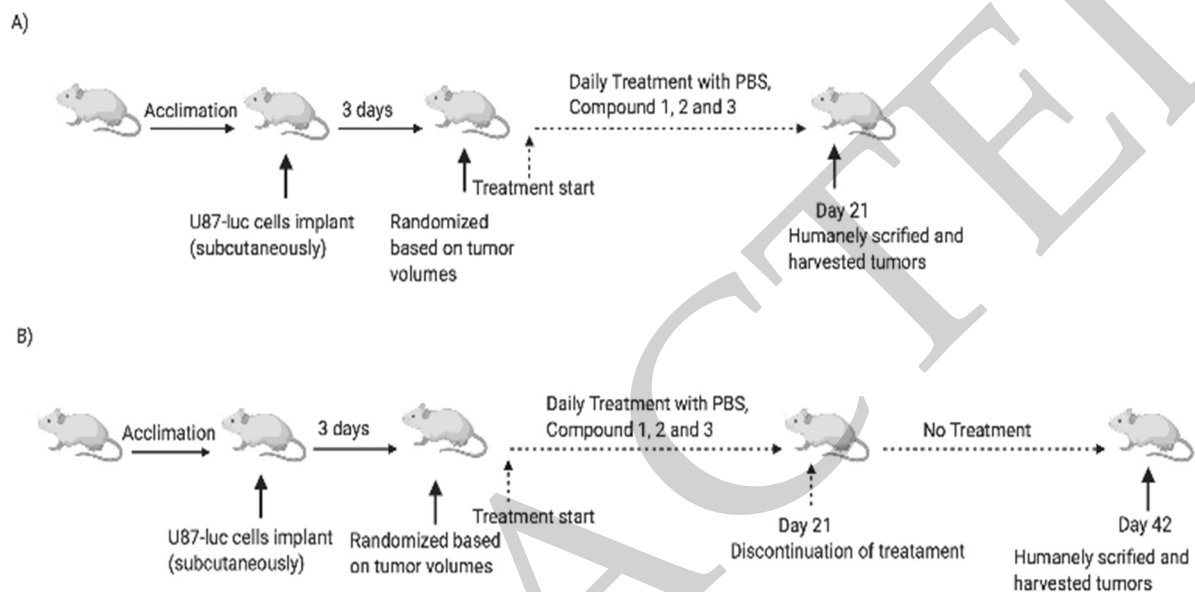 A)
Acclimation
3 days
Daily Treatment with PBS,
Compound 1, 2 and 3
Treatment start
U87-luc cells implant
(subcutaneously)
Randomized
based on tumor
volumes
Day 21
Humanely scrified and
harvested tumors
B)
Acclimation
3 days
Daily Treatment with PBS,
Compound 1, 2 and 3
No Treatment
Treatment start
U87-luc cells implant
(subcutaneously)
Randomized based
on tumor volumes
Day 21
Discontinuation of treatament
Day 42
Humanely scrified and
harvested tumors